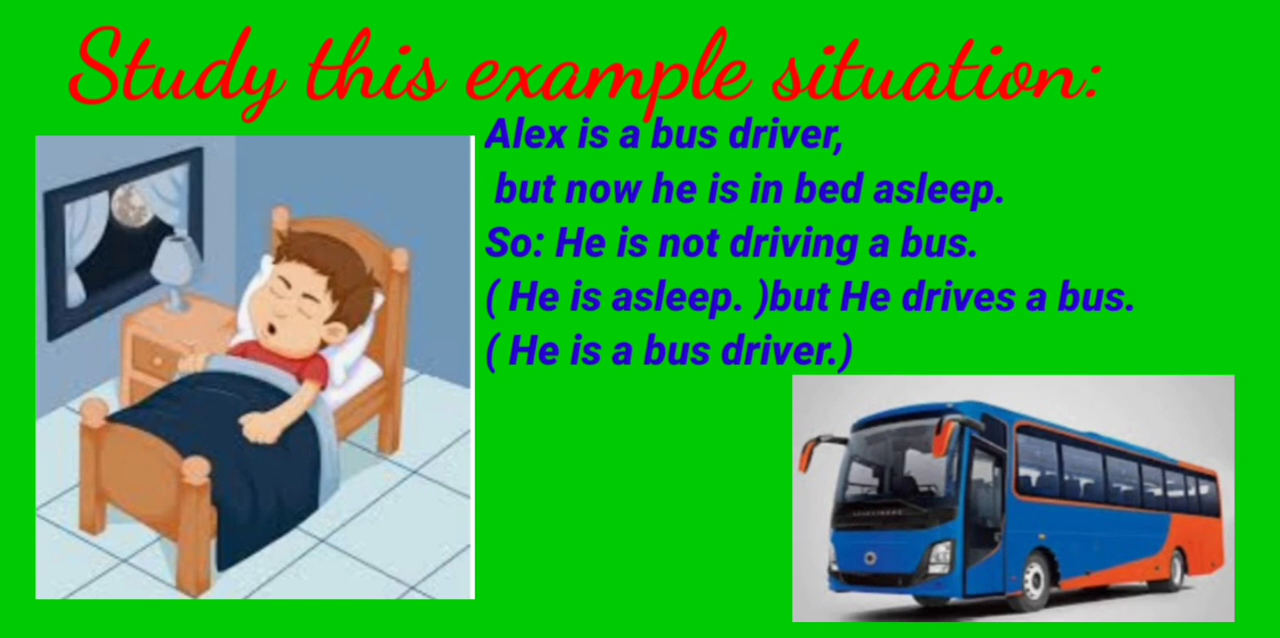 Study this example situation:
Alex is a bus driver,
but now he is in bed asleep.
So: He is not driving a bus.
( He is asleep. )but He drives a bus.
( He is a bus driver.)